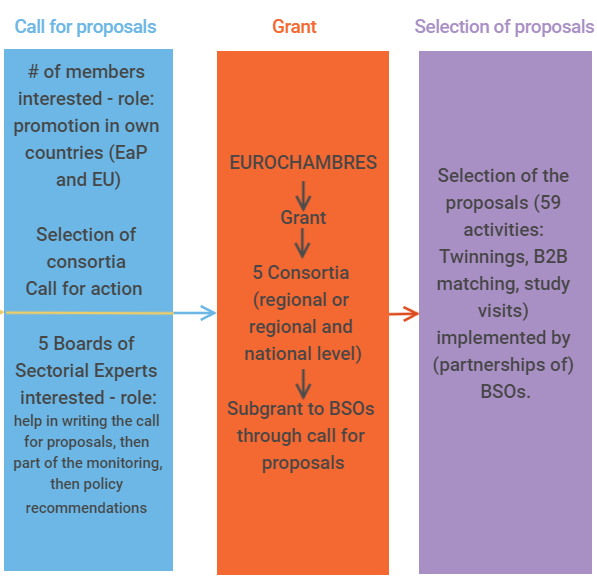 Call for proposals
# of members
interested - role:
promotion in own
countries (EaP
and EU)
Selection of
consortia
Call for action
5 Boards of
Sectorial Experts
interested - role:
help in writing the call
for proposals, then
part of the monitoring,
then policy
recommendations
Grant
EUROCHAMBRES
Grant
5 Consortia
(regional or
regional and
national level)
Subgrant to BSOs
through call for
proposals
Selection of proposals
Selection of the
proposals (59
activities:
Twinnings, B2B
matching, study
visits)
implemented by
(partnerships of)
BSOs.